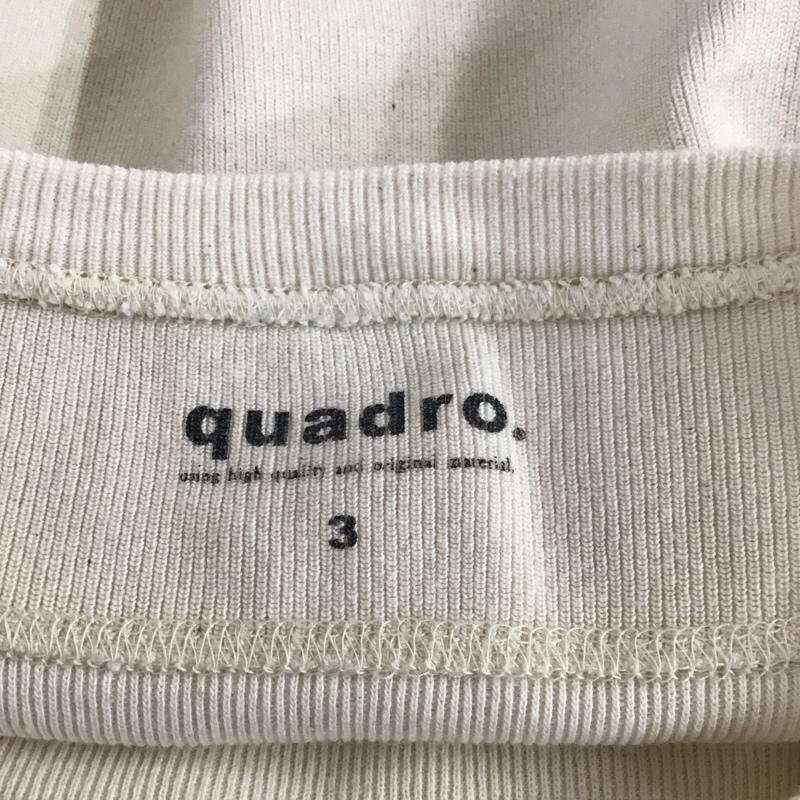 quadro.
using high quality and original material.
3